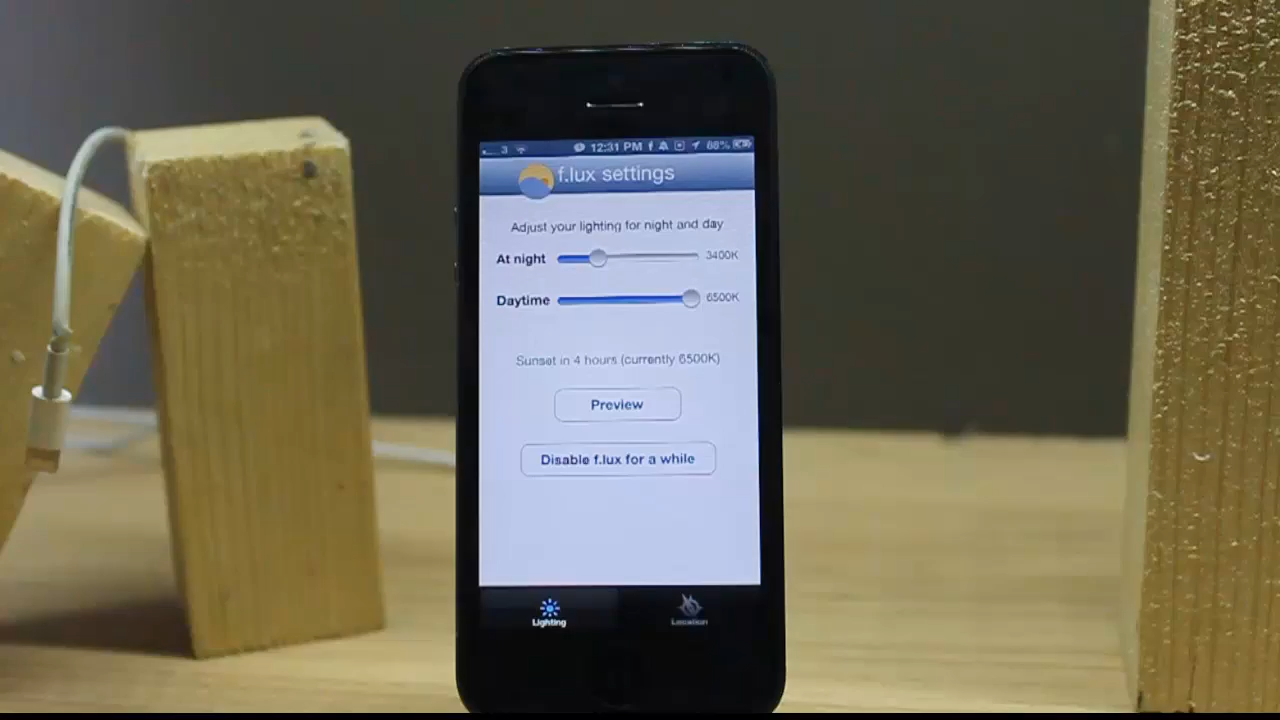 3 12:31 PM 88%
f.lux settings
Adjust your lighting for night and day
At night 3400K
Daytime 6500K
Sunset in 4 hours (currently 6500K)
Preview
Disable f.lux for a while
Lighting Location